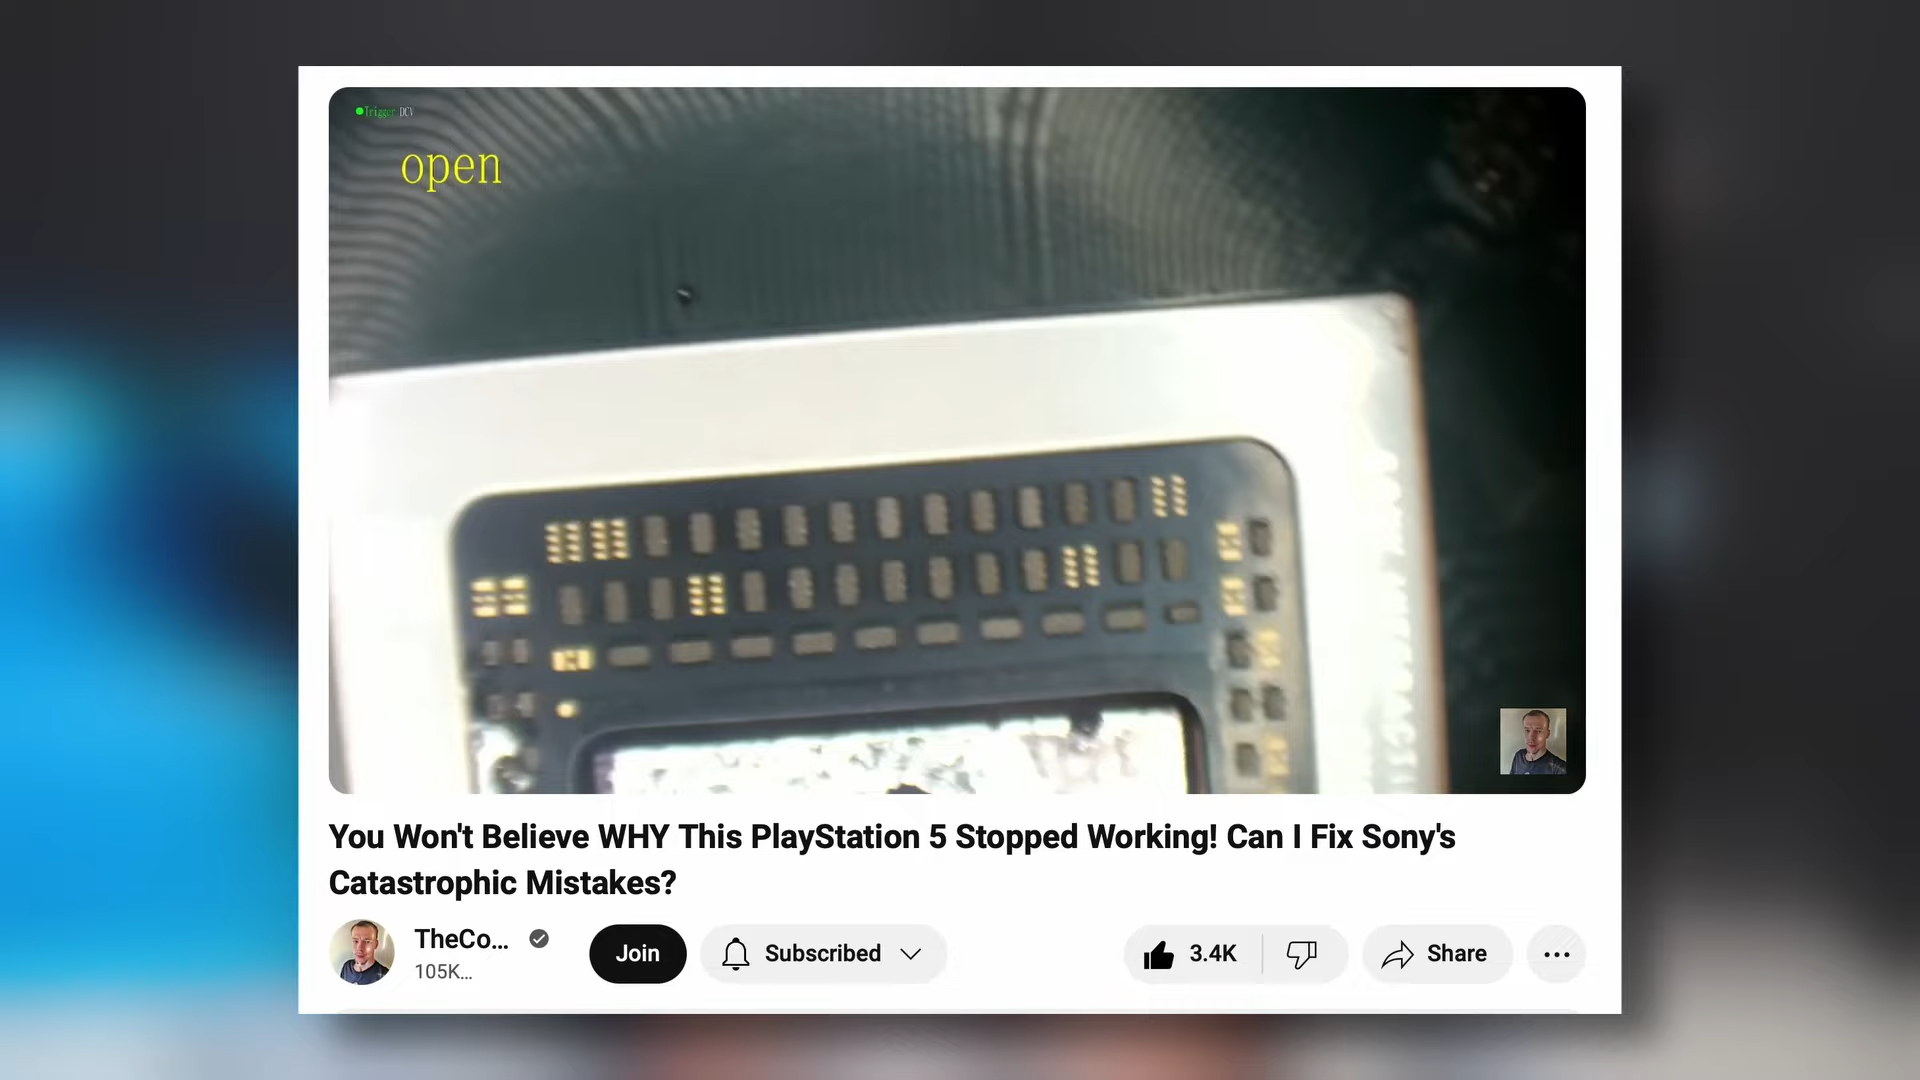 Trigger DCV
open
You Won't Believe WHY This PlayStation 5 Stopped Working! Can I Fix Sony's
Catastrophic Mistakes?
TheCo...
105K...
Join
Subscribed
3.4K
Share